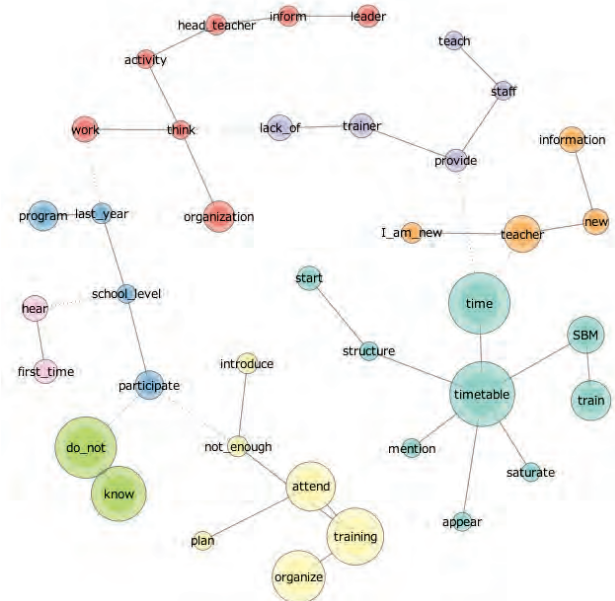 leader
inform
head_teacher
teach
activity
staff
work
think
lack_of
trainer
information
provide
program
last_year
organization
I_am_new
teacher
new
start
school_level
hear
time
SBM
structure
first_time
introduce
participate
timetable
train
do_not
not_enough
mention
saturate
know
attend
appear
plan
training
organize